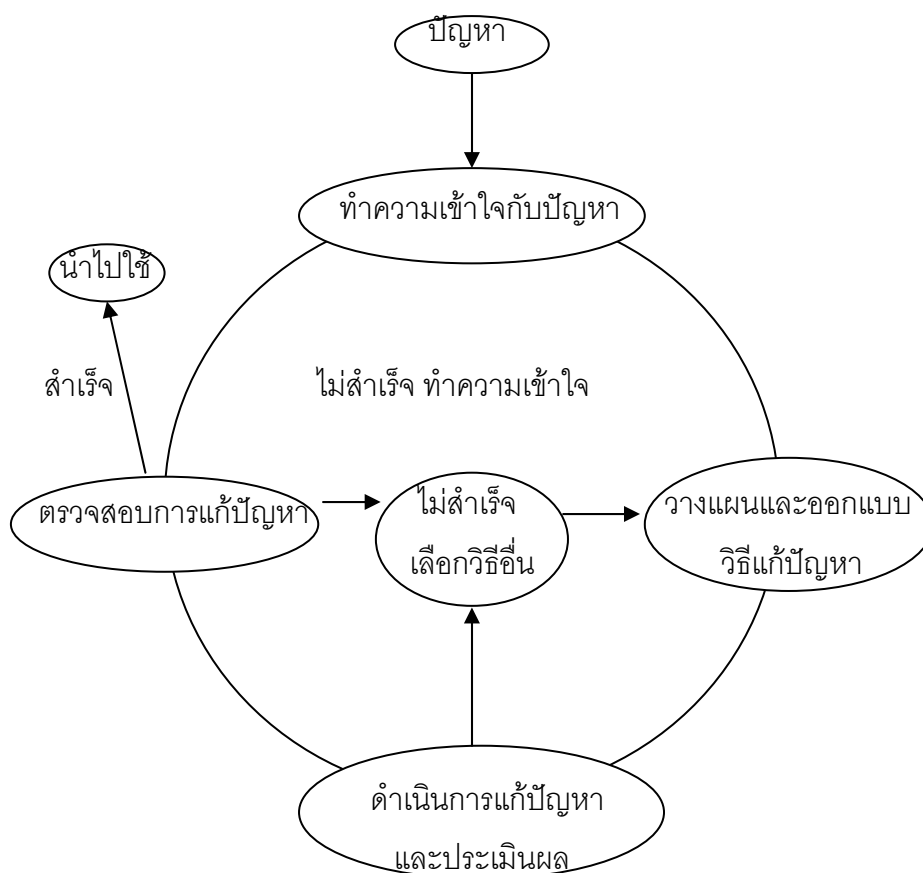 ปัญหา
ทำความเข้าใจกับปัญหา
นำไปใช้
สำเร็จ
ไม่สำเร็จ ทำความเข้าใจ
ตรวจสอบการแก้ปัญหา
ไม่สำเร็จ
เลือกวิธีอื่น
วางแผนและออกแบบ
วิธีแก้ปัญหา
ดำเนินการแก้ปัญหา
และประเมินผล